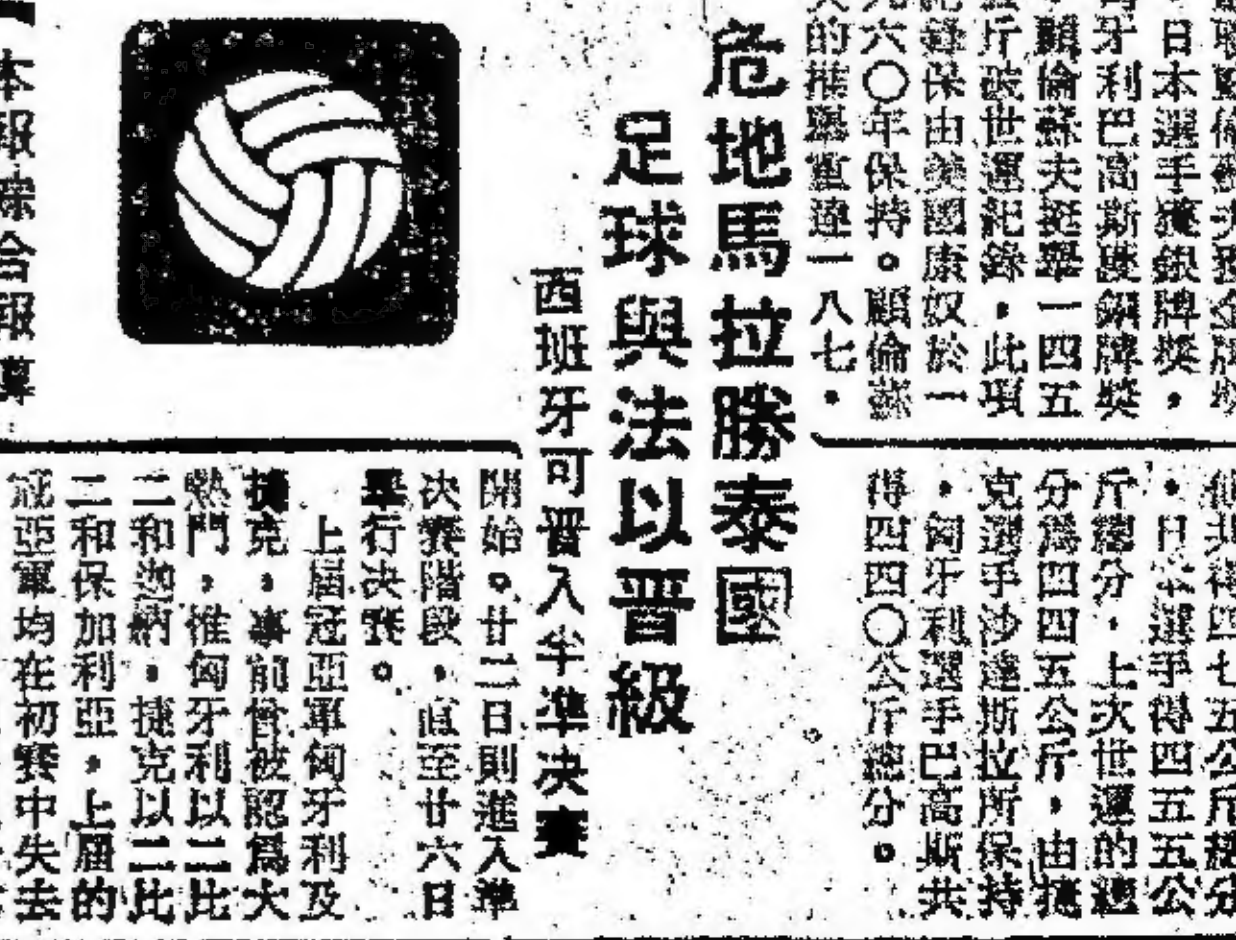 日本選手獲銀牌獎，
牙利巴高斯獲銅牌獎
顧倫蘇夫挺舉一四五
斤破世運紀錄，此項
紀錄保由美國康奴於一
九六〇年保持。顧倫蘇
的推舉重達一八七．
他共得四七五公斤總分
，日本選手得四五五公
斤總分，上次世運的總
分為四四五公斤，由捷
克選手沙達斯拉所保持
，匈牙利選手巴高斯共
得四四〇公斤總分。
危地馬拉勝泰國
足球與法以晋級
西班牙可晋入半準決賽
本報綜合報導
開始。廿二日則進入準
決賽階段，直至廿六日
舉行決賽。
上屆冠亞軍匈牙利及
捷克，事前曾被認爲大
熱門，惟匈牙利以二比
二和迦納，捷克以二比
二和保加利亞，上屆的
冠亞軍均在初賽中失去